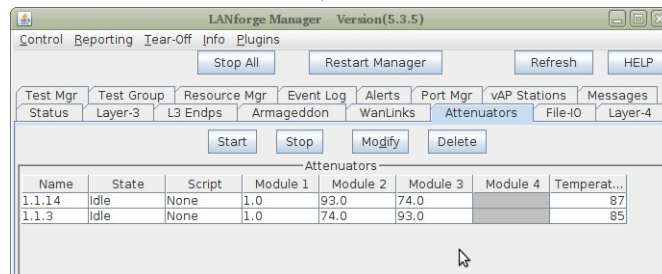 LANforge Manager Version(5.3.5)
Control Reporting Tear-Off Info Plugins
Stop All Restart Manager Refresh HELP
Test Mgr Test Group Resource Mgr Event Log Alerts Port Mgr vAP Stations Messages
Status Layer-3 L3 Endps Armageddon WanLinks Attenuators File-IO Layer-4
Start Stop Modify Delete
Attenuators
Name State Script Module 1 Module 2 Module 3 Module 4 Temperat...
1.1.14 Idle None 1.0 93.0 74.0 87
1.1.3 Idle None 1.0 74.0 93.0 85